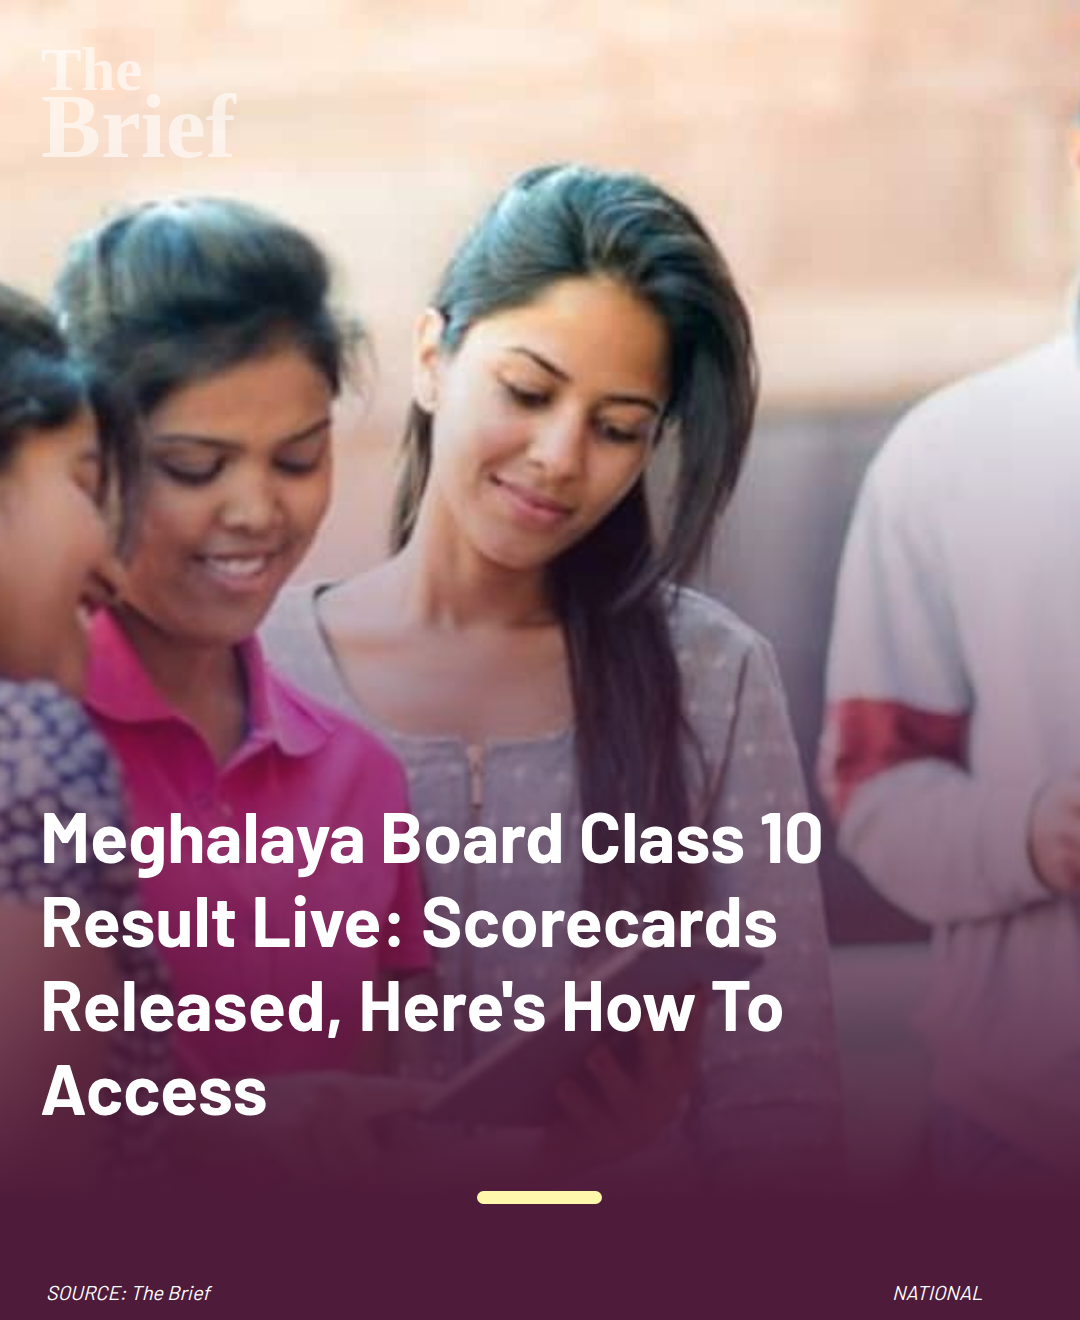 The
Brief
Meghalaya Board Class 10
Result Live: Scorecards
Released, Here's How To
Access
SOURCE: The Brief
NATIONAL